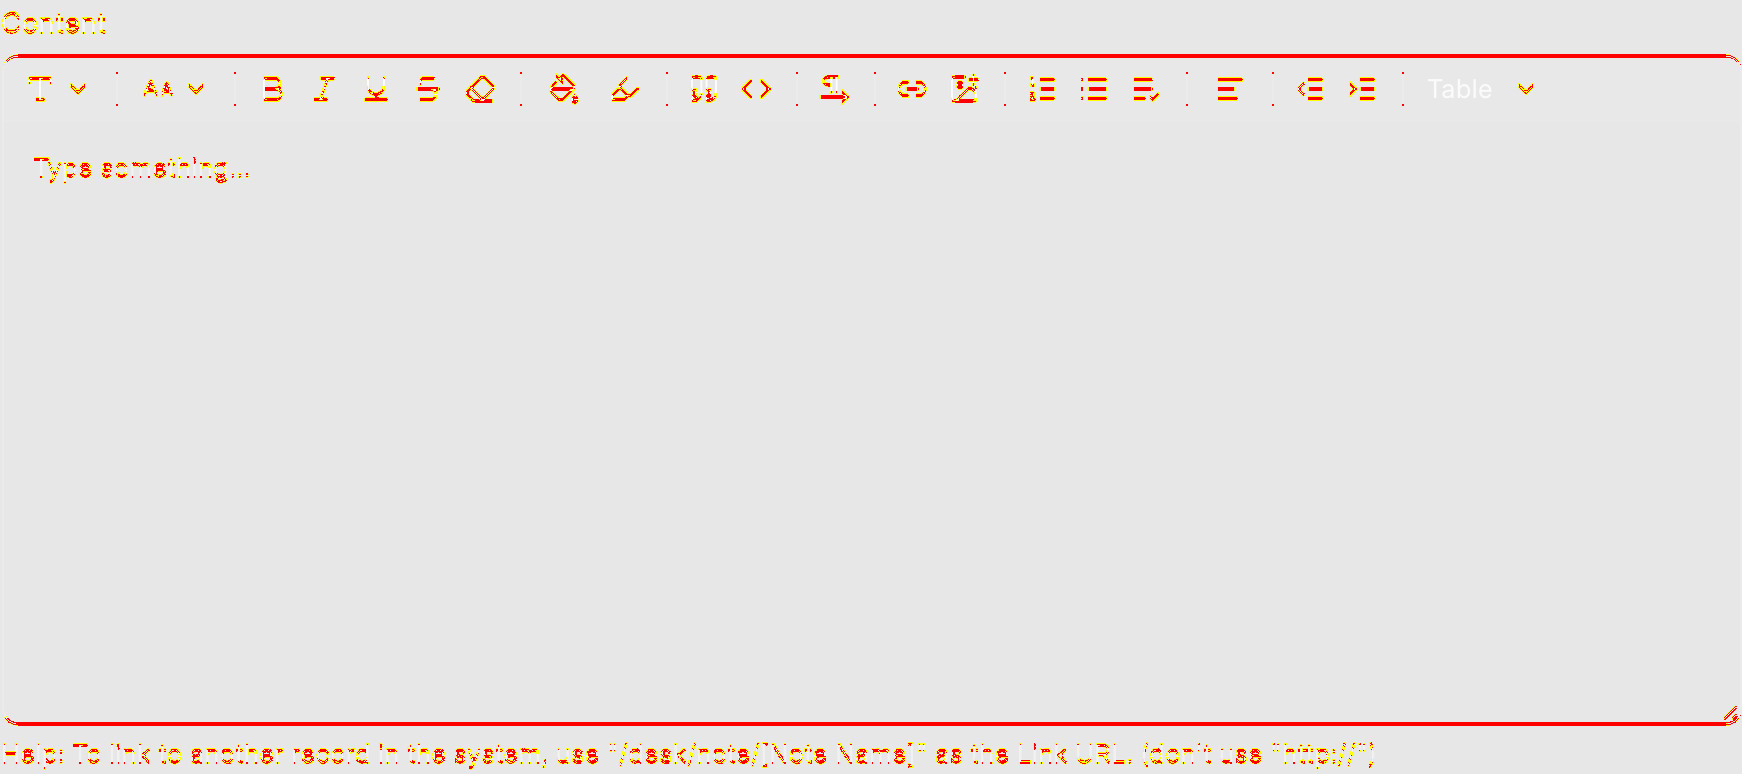 Content
Table
Type something...
Help: To link to another record in the system, use "/desk/note/[Note Name]" as the Link URL. (don't use "http://")